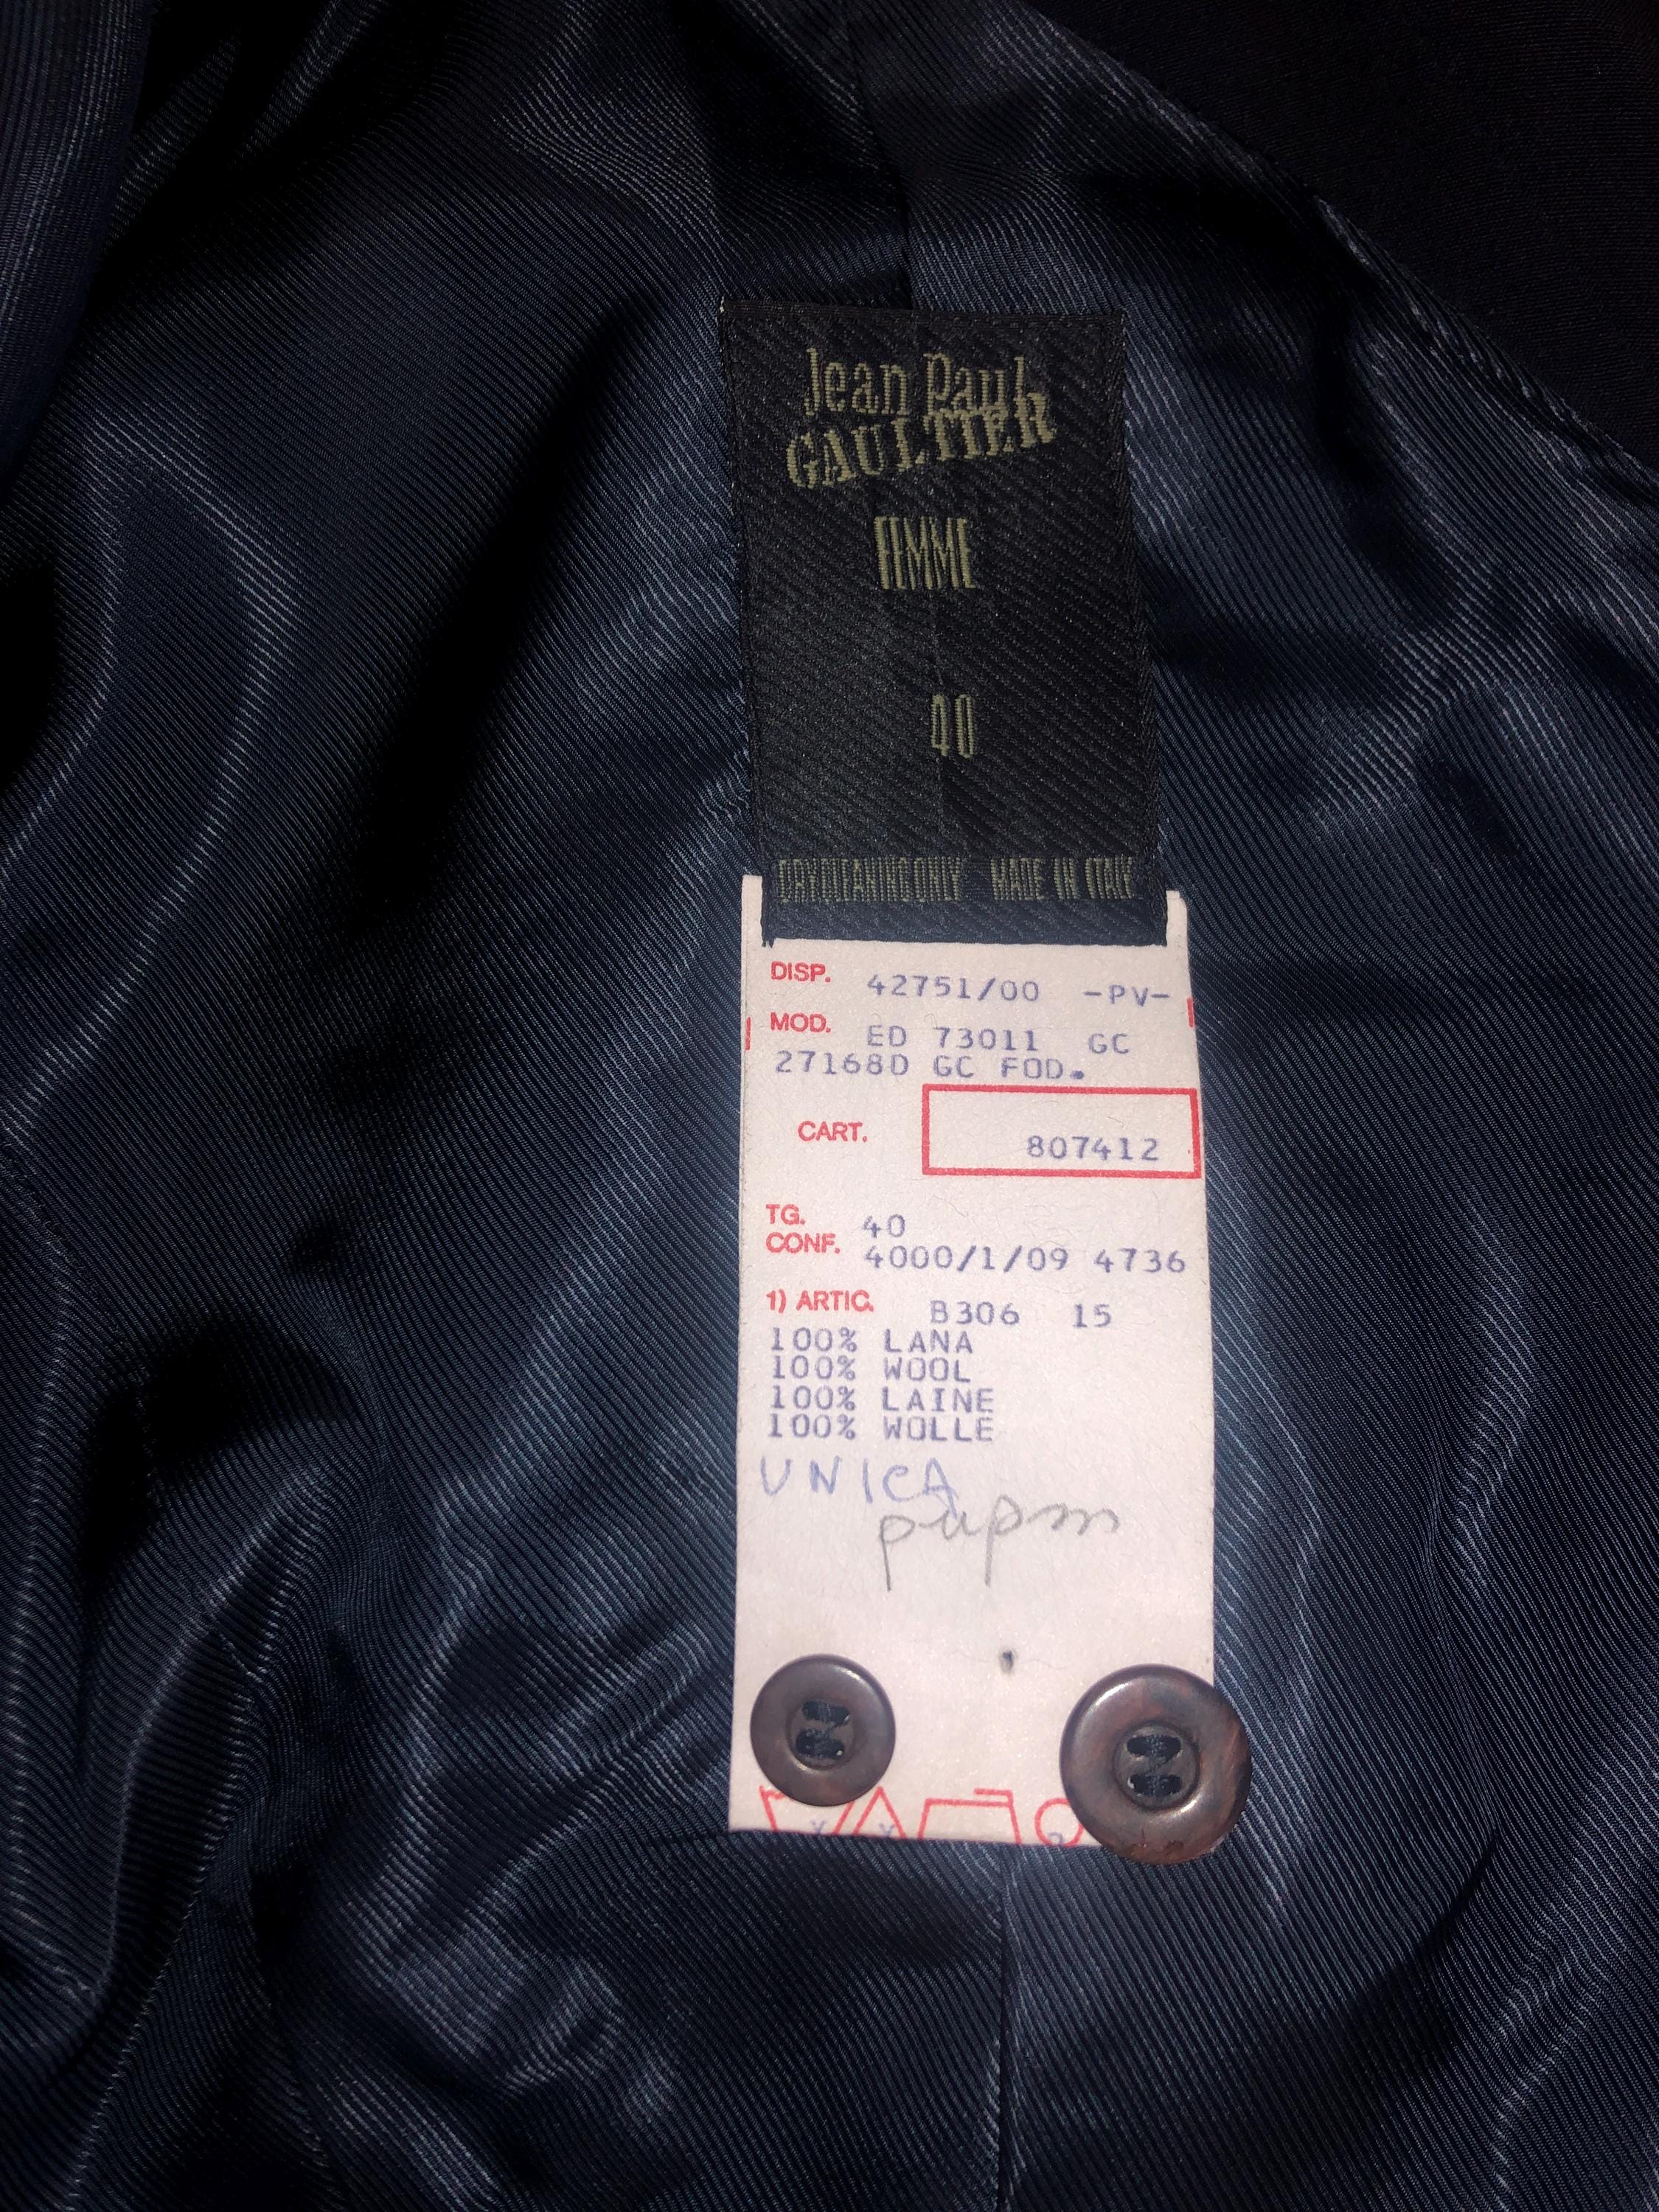 Jean Paul
GAULTIER
FEMME
40
DRYCLEANING ONLY MADE IN ITALY
DISP. 42751/00 -PV-
MOD. ED 73011 GC
27168D GC FOD.
CART. 807412
TG. 40
CONF. 4000/1/09 4736
1) ARTIC. B306 15
100% LANA
100% WOOL
100% LAINE
100% WOLLE
UNICA